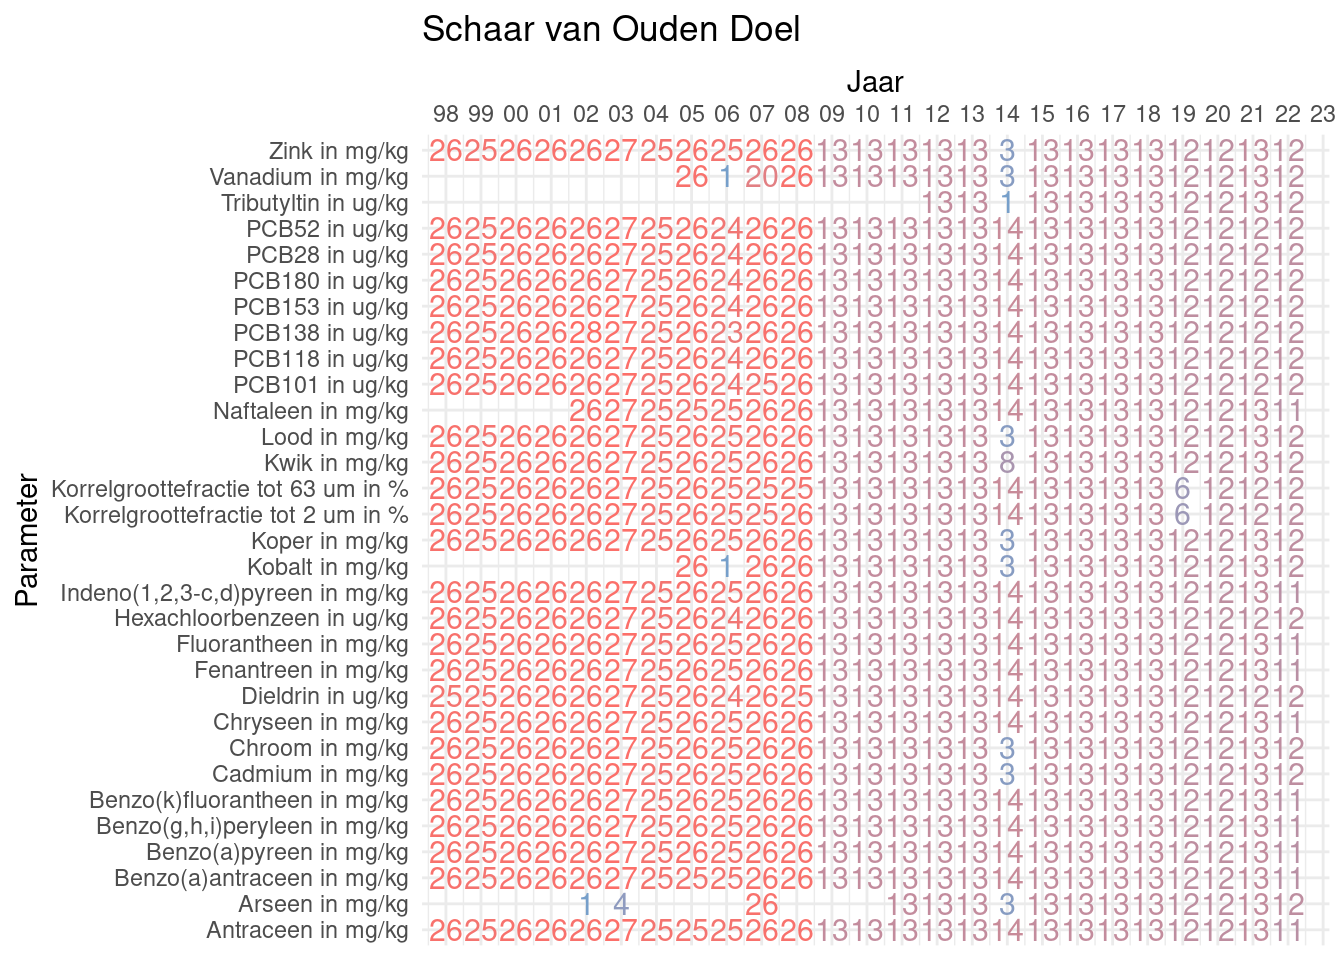 Schaar van Ouden Doel
Jaar
98 99 00 01 02 03 04 05 06 07 08 09 10 11 12 13 14 15 16 17 18 19 20 21 22 23
Zink in mg/kg 26 25 26 26 26 27 25 26 25 26 26 13 13 13 13 13 3 13 13 13 13 12 12 13 12
Vanadium in mg/kg 26 1 20 26 13 13 13 13 13 3 13 13 13 13 12 12 13 12
Tributyltin in ug/kg 13 13 1 13 13 13 13 12 12 13 12
PCB52 in ug/kg 26 25 26 26 26 27 25 26 24 26 26 13 13 13 13 13 14 13 13 13 13 12 12 12 12
PCB28 in ug/kg 26 25 26 26 26 27 25 26 24 26 26 13 13 13 13 13 14 13 13 13 13 12 12 12 12
PCB180 in ug/kg 26 25 26 26 26 27 25 26 24 26 26 13 13 13 13 13 14 13 13 13 13 12 12 12 12
PCB153 in ug/kg 26 25 26 26 26 27 25 26 24 26 26 13 13 13 13 13 14 13 13 13 13 12 12 12 12
PCB138 in ug/kg 26 25 26 26 28 27 25 26 23 26 26 13 13 13 13 13 14 13 13 13 13 12 12 12 12
PCB118 in ug/kg 26 25 26 26 26 27 25 26 24 26 26 13 13 13 13 13 14 13 13 13 13 12 12 12 12
PCB101 in ug/kg 26 25 26 26 26 27 25 26 24 25 26 13 13 13 13 13 14 13 13 13 13 12 12 12 12
Naftaleen in mg/kg 26 27 25 25 25 26 26 13 13 13 13 13 14 13 13 13 13 12 12 13 11
Lood in mg/kg 26 25 26 26 26 27 25 26 25 26 26 13 13 13 13 13 3 13 13 13 13 12 12 13 12
Kwik in mg/kg 26 25 26 26 26 27 25 26 25 26 26 13 13 13 13 13 8 13 13 13 13 12 12 13 12
Korrelgroottefractie tot 63 um in % 26 25 26 26 26 27 25 26 25 25 25 13 13 13 13 13 14 13 13 13 13 6 12 12 12
Korrelgroottefractie tot 2 um in % 26 25 26 26 26 27 25 26 25 25 26 13 13 13 13 13 14 13 13 13 13 6 12 12 12
Koper in mg/kg 26 25 26 26 26 27 25 26 25 26 26 13 13 13 13 13 3 13 13 13 13 12 12 13 12
Kobalt in mg/kg 26 1 26 26 13 13 13 13 13 3 13 13 13 13 12 12 13 12
Parameter
Indeno(1,2,3-c,d)pyreen in mg/kg 26 25 26 26 26 27 25 26 25 26 26 13 13 13 13 13 14 13 13 13 13 12 12 13 11
Hexachloorbenzeen in ug/kg 26 25 26 26 26 27 25 26 24 26 26 13 13 13 13 13 14 13 13 13 13 12 12 12 12
Fluorantheen in mg/kg 26 25 26 26 26 27 25 26 25 26 26 13 13 13 13 13 14 13 13 13 13 12 12 13 11
Fenantreen in mg/kg 26 25 26 26 26 27 25 26 25 26 26 13 13 13 13 13 14 13 13 13 13 12 12 13 11
Dieldrin in ug/kg 25 25 26 26 26 27 25 26 24 26 25 13 13 13 13 13 14 13 13 13 13 12 12 12 12
Chryseen in mg/kg 26 25 26 26 26 27 25 26 25 26 26 13 13 13 13 13 14 13 13 13 13 12 12 13 11
Chroom in mg/kg 26 25 26 26 26 27 25 26 25 26 26 13 13 13 13 13 3 13 13 13 13 12 12 13 12
Cadmium in mg/kg 26 25 26 26 26 27 25 26 25 26 26 13 13 13 13 13 3 13 13 13 13 12 12 13 12
Benzo(k)fluorantheen in mg/kg 26 25 26 26 26 27 25 26 25 26 26 13 13 13 13 13 14 13 13 13 13 12 12 13 11
Benzo(g,h,i)peryleen in mg/kg 26 25 26 26 26 27 25 26 25 26 26 13 13 13 13 13 14 13 13 13 13 12 12 13 11
Benzo(a)pyreen in mg/kg 26 25 26 26 26 27 25 26 25 26 26 13 13 13 13 13 14 13 13 13 13 12 12 13 11
Benzo(a)antraceen in mg/kg 26 25 26 26 26 27 25 25 25 26 26 13 13 13 13 13 14 13 13 13 13 12 12 13 11
Arseen in mg/kg 1 4 26 13 13 13 3 13 13 13 13 12 12 13 12
Antraceen in mg/kg 26 25 26 26 26 27 25 25 25 26 26 13 13 13 13 13 14 13 13 13 13 12 12 13 11